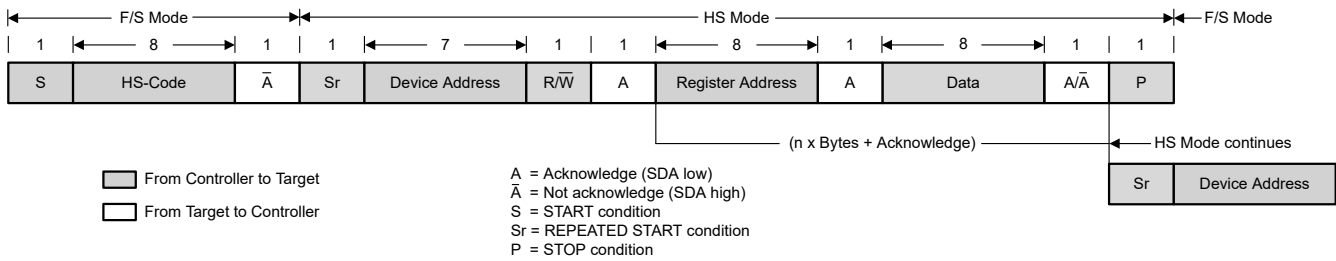 F/S Mode HS Mode F/S Mode
1 8 1 1 7 1 1 8 1 8 1 1
S HS-Code A̅ Sr Device Address R/W̅ A Register Address A Data A/A̅ P
(n x Bytes + Acknowledge) HS Mode continues
Sr Device Address
From Controller to Target
From Target to Controller
A = Acknowledge (SDA low)
A̅ = Not acknowledge (SDA high)
S = START condition
Sr = REPEATED START condition
P = STOP condition